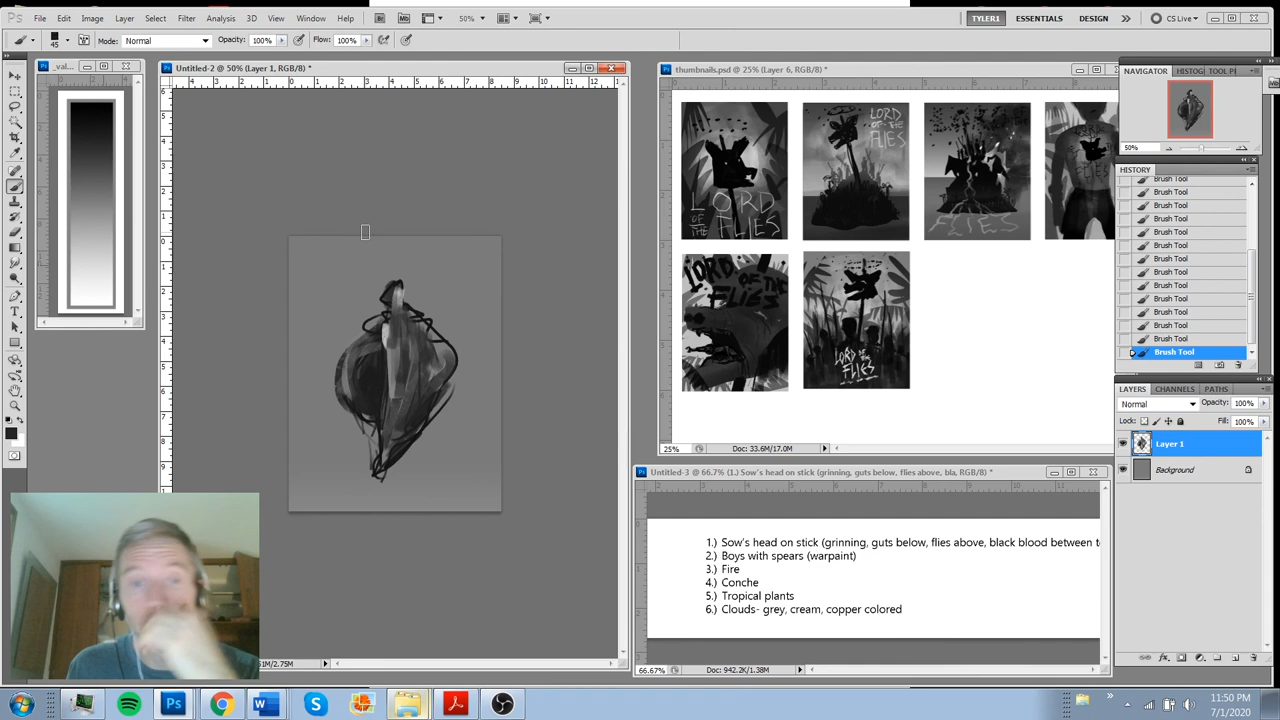 File Edit Image Layer Select Filter Analysis 3D View Window Help 50% TYLER1 ESSENTIALS DESIGN CS Live
45 Mode: Normal Opacity: 100% Flow: 100%
_val...
Untitled-2 @ 50% (Layer 1, RGB/8) *
thumbnails.psd @ 25% (Layer 6, RGB/8) *
LORD OF THE FLIES
LORD OF THE FLIES
FLIES
LORD OF THE
LORD OF THE FLIES
25% Doc: 33.6M/17.0M
Untitled-3 @ 66.7% (1.) Sow's head on stick (grinning, guts below, flies above, bla, RGB/8) *
1.) Sow's head on stick (grinning, guts below, flies above, black blood between t
2.) Boys with spears (warpaint)
3.) Fire
4.) Conche
5.) Tropical plants
6.) Clouds- grey, cream, copper colored
66.67% Doc: 942.2K/1.38M
51M/2.75M
NAVIGATOR HISTOG TOOL P
50%
HISTORY
Brush Tool
Brush Tool
Brush Tool
Brush Tool
Brush Tool
Brush Tool
Brush Tool
Brush Tool
Brush Tool
Brush Tool
Brush Tool
Brush Tool
Brush Tool
Brush Tool
LAYERS CHANNELS PATHS
Normal Opacity: 100%
Lock: Fill: 100%
Layer 1
Background
11:50 PM
7/1/2020